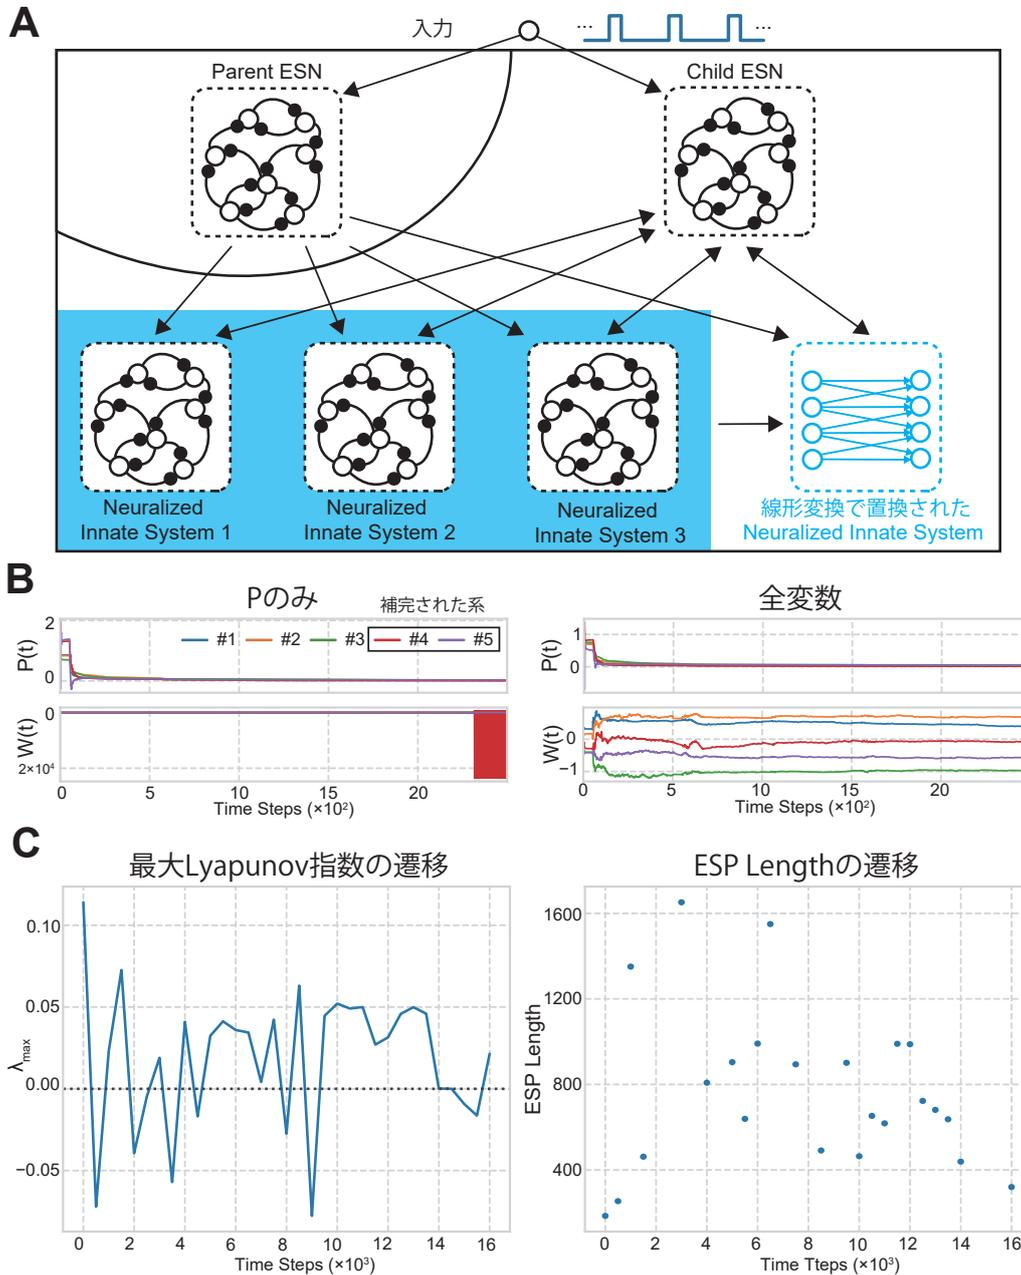 A
入力
... ...
Parent ESN
Child ESN
Neuralized
Innate System 1
Neuralized
Innate System 2
Neuralized
Innate System 3
線形変換で置換された
Neuralized Innate System
B
Pのみ
補完された系
#1 #2 #3 #4 #5
P(t)
2
0
W(t)
0
2×10⁴
0 5 10 15 20
Time Steps (×10²)
全変数
P(t)
1
0
W(t)
0
−1
0 5 10 15 20
Time Steps (×10²)
C
最大Lyapunov指数の遷移
λmax
0.10
0.05
0.00
−0.05
0 2 4 6 8 10 12 14 16
Time Steps (×10³)
ESP Lengthの遷移
ESP Length
1600
1200
800
400
0 2 4 6 8 10 12 14 16
Time Tteps (×10³)